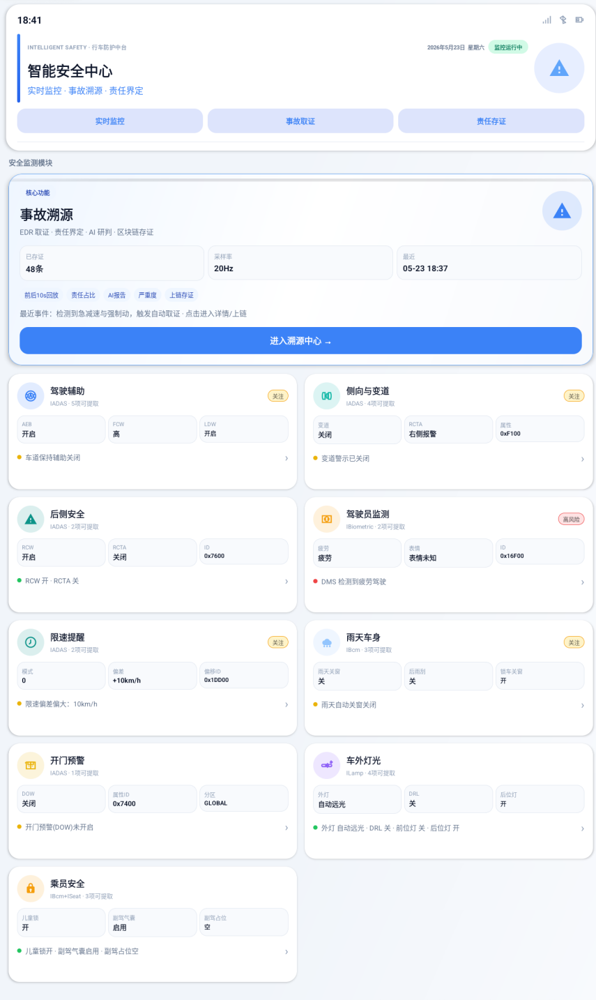 18:41
INTELLIGENT SAFETY · 行车防护中台
2026年5月23日 星期六
监控运行中
智能安全中心
实时监控 · 事故溯源 · 责任界定
实时监控
事故取证
责任存证
安全监测模块
核心功能
事故溯源
EDR 取证 · 责任界定 · AI 研判 · 区块链存证
已存证
48条
采样率
20Hz
最近
05-23 18:37
前后10s回放 责任占比 AI报告 严重度 上链存证
最近事件：检测到急减速与强制动，触发自动取证 · 点击进入详情/上链
进入溯源中心 →
驾驶辅助
IADAS · 5项可提取
关注
AEB
开启
FCW
高
LDW
开启
车道保持辅助关闭 ›
侧向与变道
IADAS · 4项可提取
关注
变道
关闭
RCTA
右侧报警
属性
0xF100
变道警示已关闭 ›
后侧安全
IADAS · 2项可提取
RCW
开启
RCTA
关闭
ID
0x7600
RCW 开 · RCTA 关 ›
驾驶员监测
IBiometric · 2项可提取
高风险
疲劳
疲劳
表情
表情未知
ID
0x16F00
DMS 检测到疲劳驾驶 ›
限速提醒
IADAS · 2项可提取
关注
模式
0
偏差
+10km/h
偏移ID
0x1DD00
限速偏差偏大：10km/h ›
雨天车身
IBcm · 3项可提取
关注
雨天关窗
关
后雨刮
关
锁车关窗
开
雨天自动关窗关闭 ›
开门预警
IADAS · 1项可提取
DOW
关闭
属性ID
0x7400
分区
GLOBAL
开门预警(DOW)未开启 ›
车外灯光
ILamp · 4项可提取
外灯
自动远光
DRL
关
后位灯
开
外灯 自动远光 · DRL 关 · 前位灯 关 · 后位灯 开 ›
乘员安全
IBcm+ISeat · 3项可提取
儿童锁
开
副驾气囊
启用
副驾占位
空
儿童锁开 · 副驾气囊启用 · 副驾占位空 ›